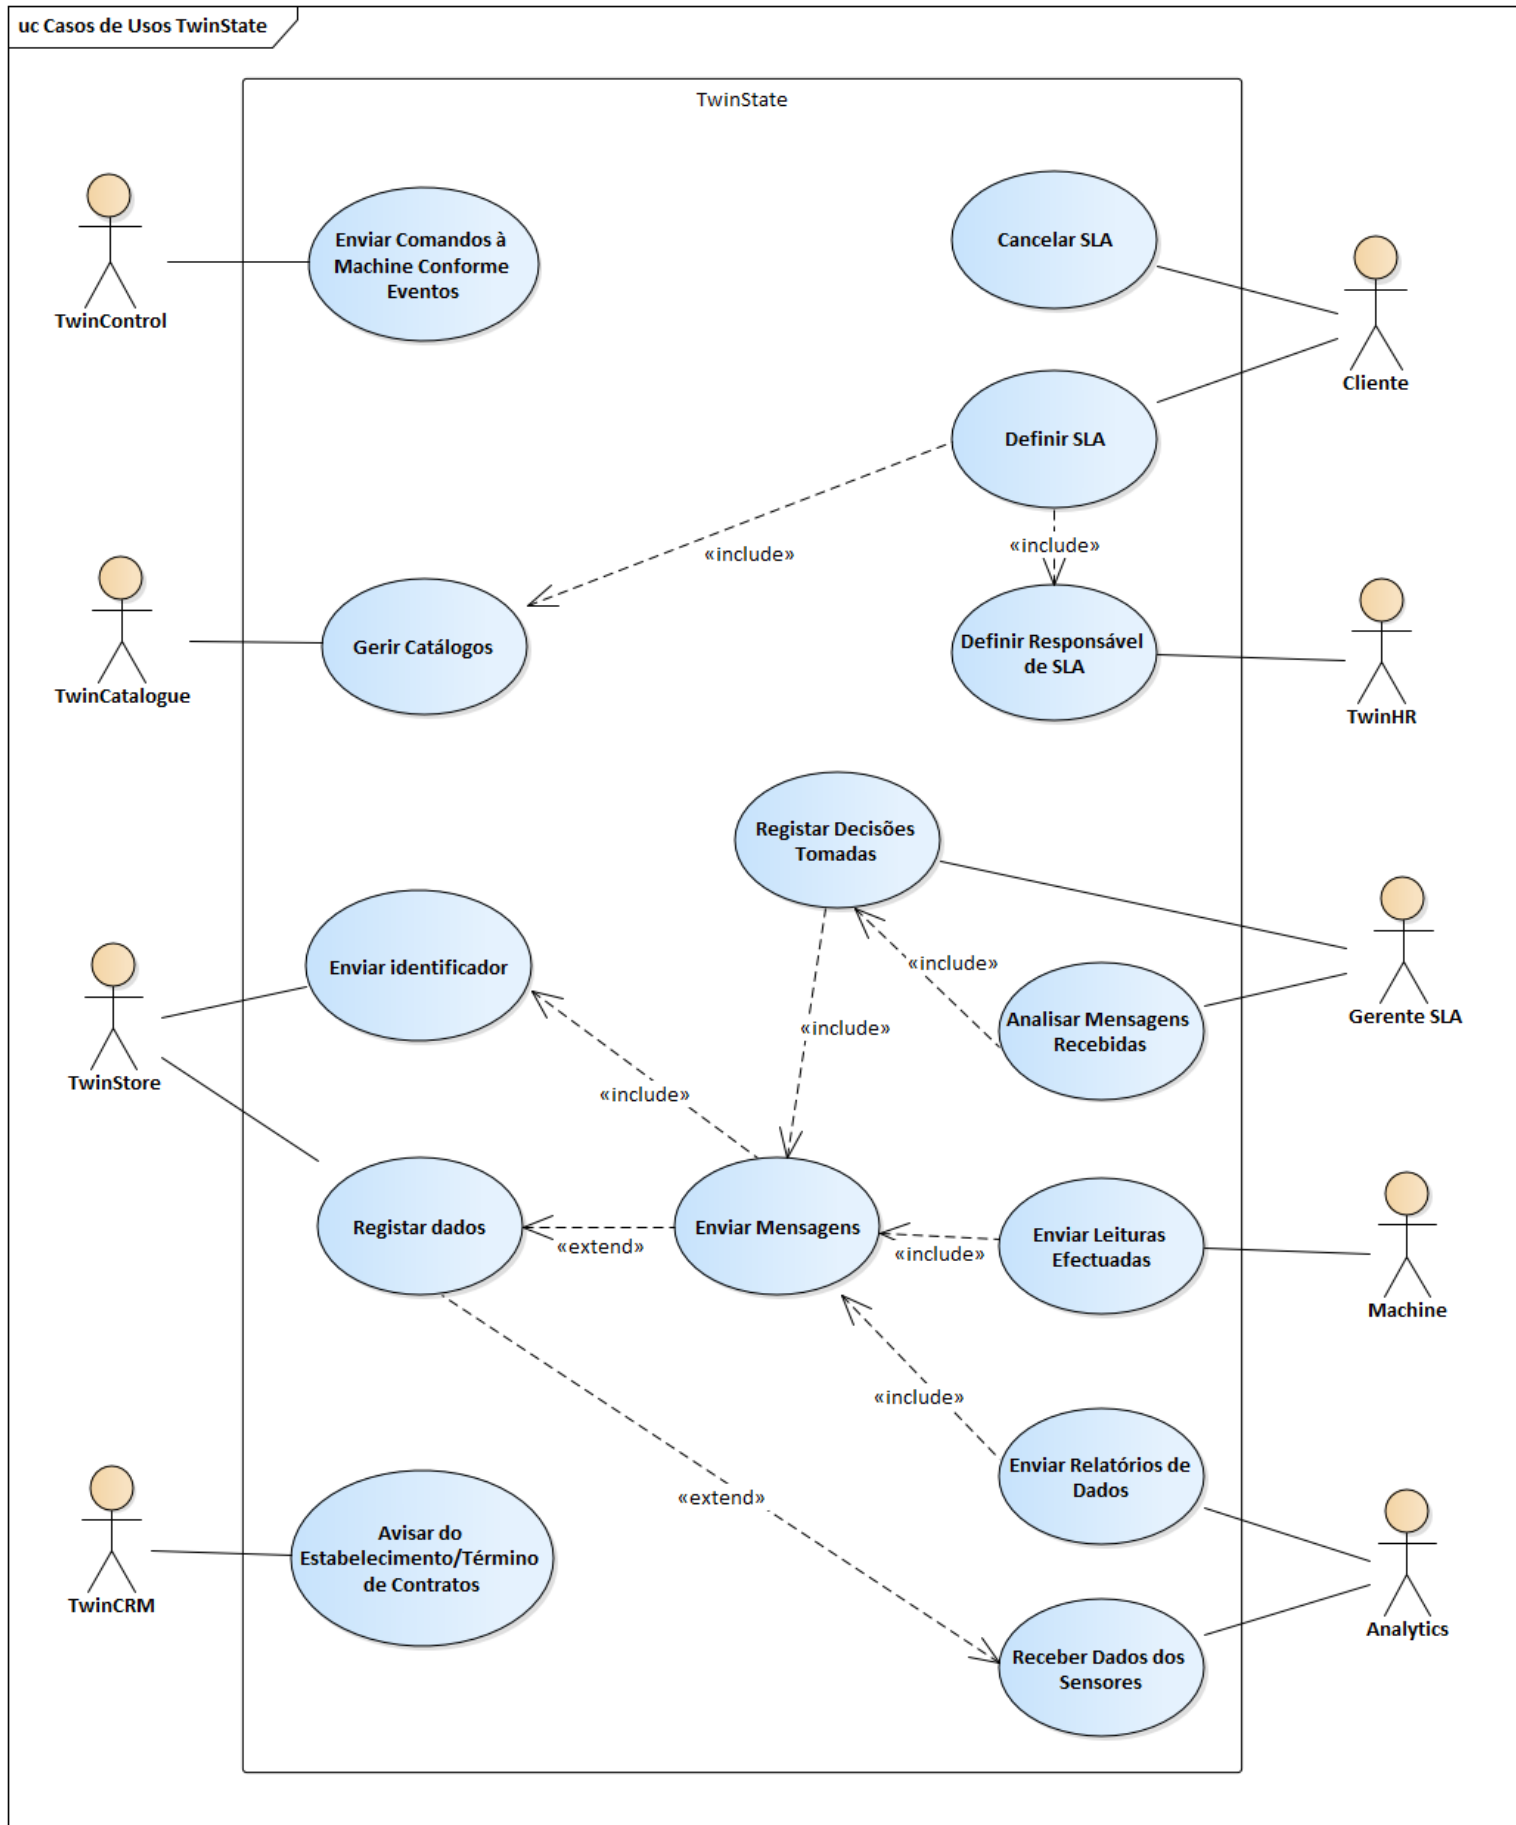 uc Casos de Usos TwinState
TwinState
Enviar Comandos à
Machine Conforme
Eventos
Cancelar SLA
TwinControl
Cliente
Definir SLA
«include»
«include»
Gerir Catálogos
Definir Responsável
de SLA
TwinCatalogue
TwinHR
Registar Decisões
Tomadas
Enviar identificador
«include»
Analisar Mensagens
Recebidas
Gerente SLA
«include»
TwinStore
«include»
Registar dados
«extend»
Enviar Mensagens
«include»
Enviar Leituras
Efectuadas
Machine
«include»
Enviar Relatórios de
Dados
«extend»
Avisar do
Estabelecimento/Término
de Contratos
TwinCRM
Analytics
Receber Dados dos
Sensores